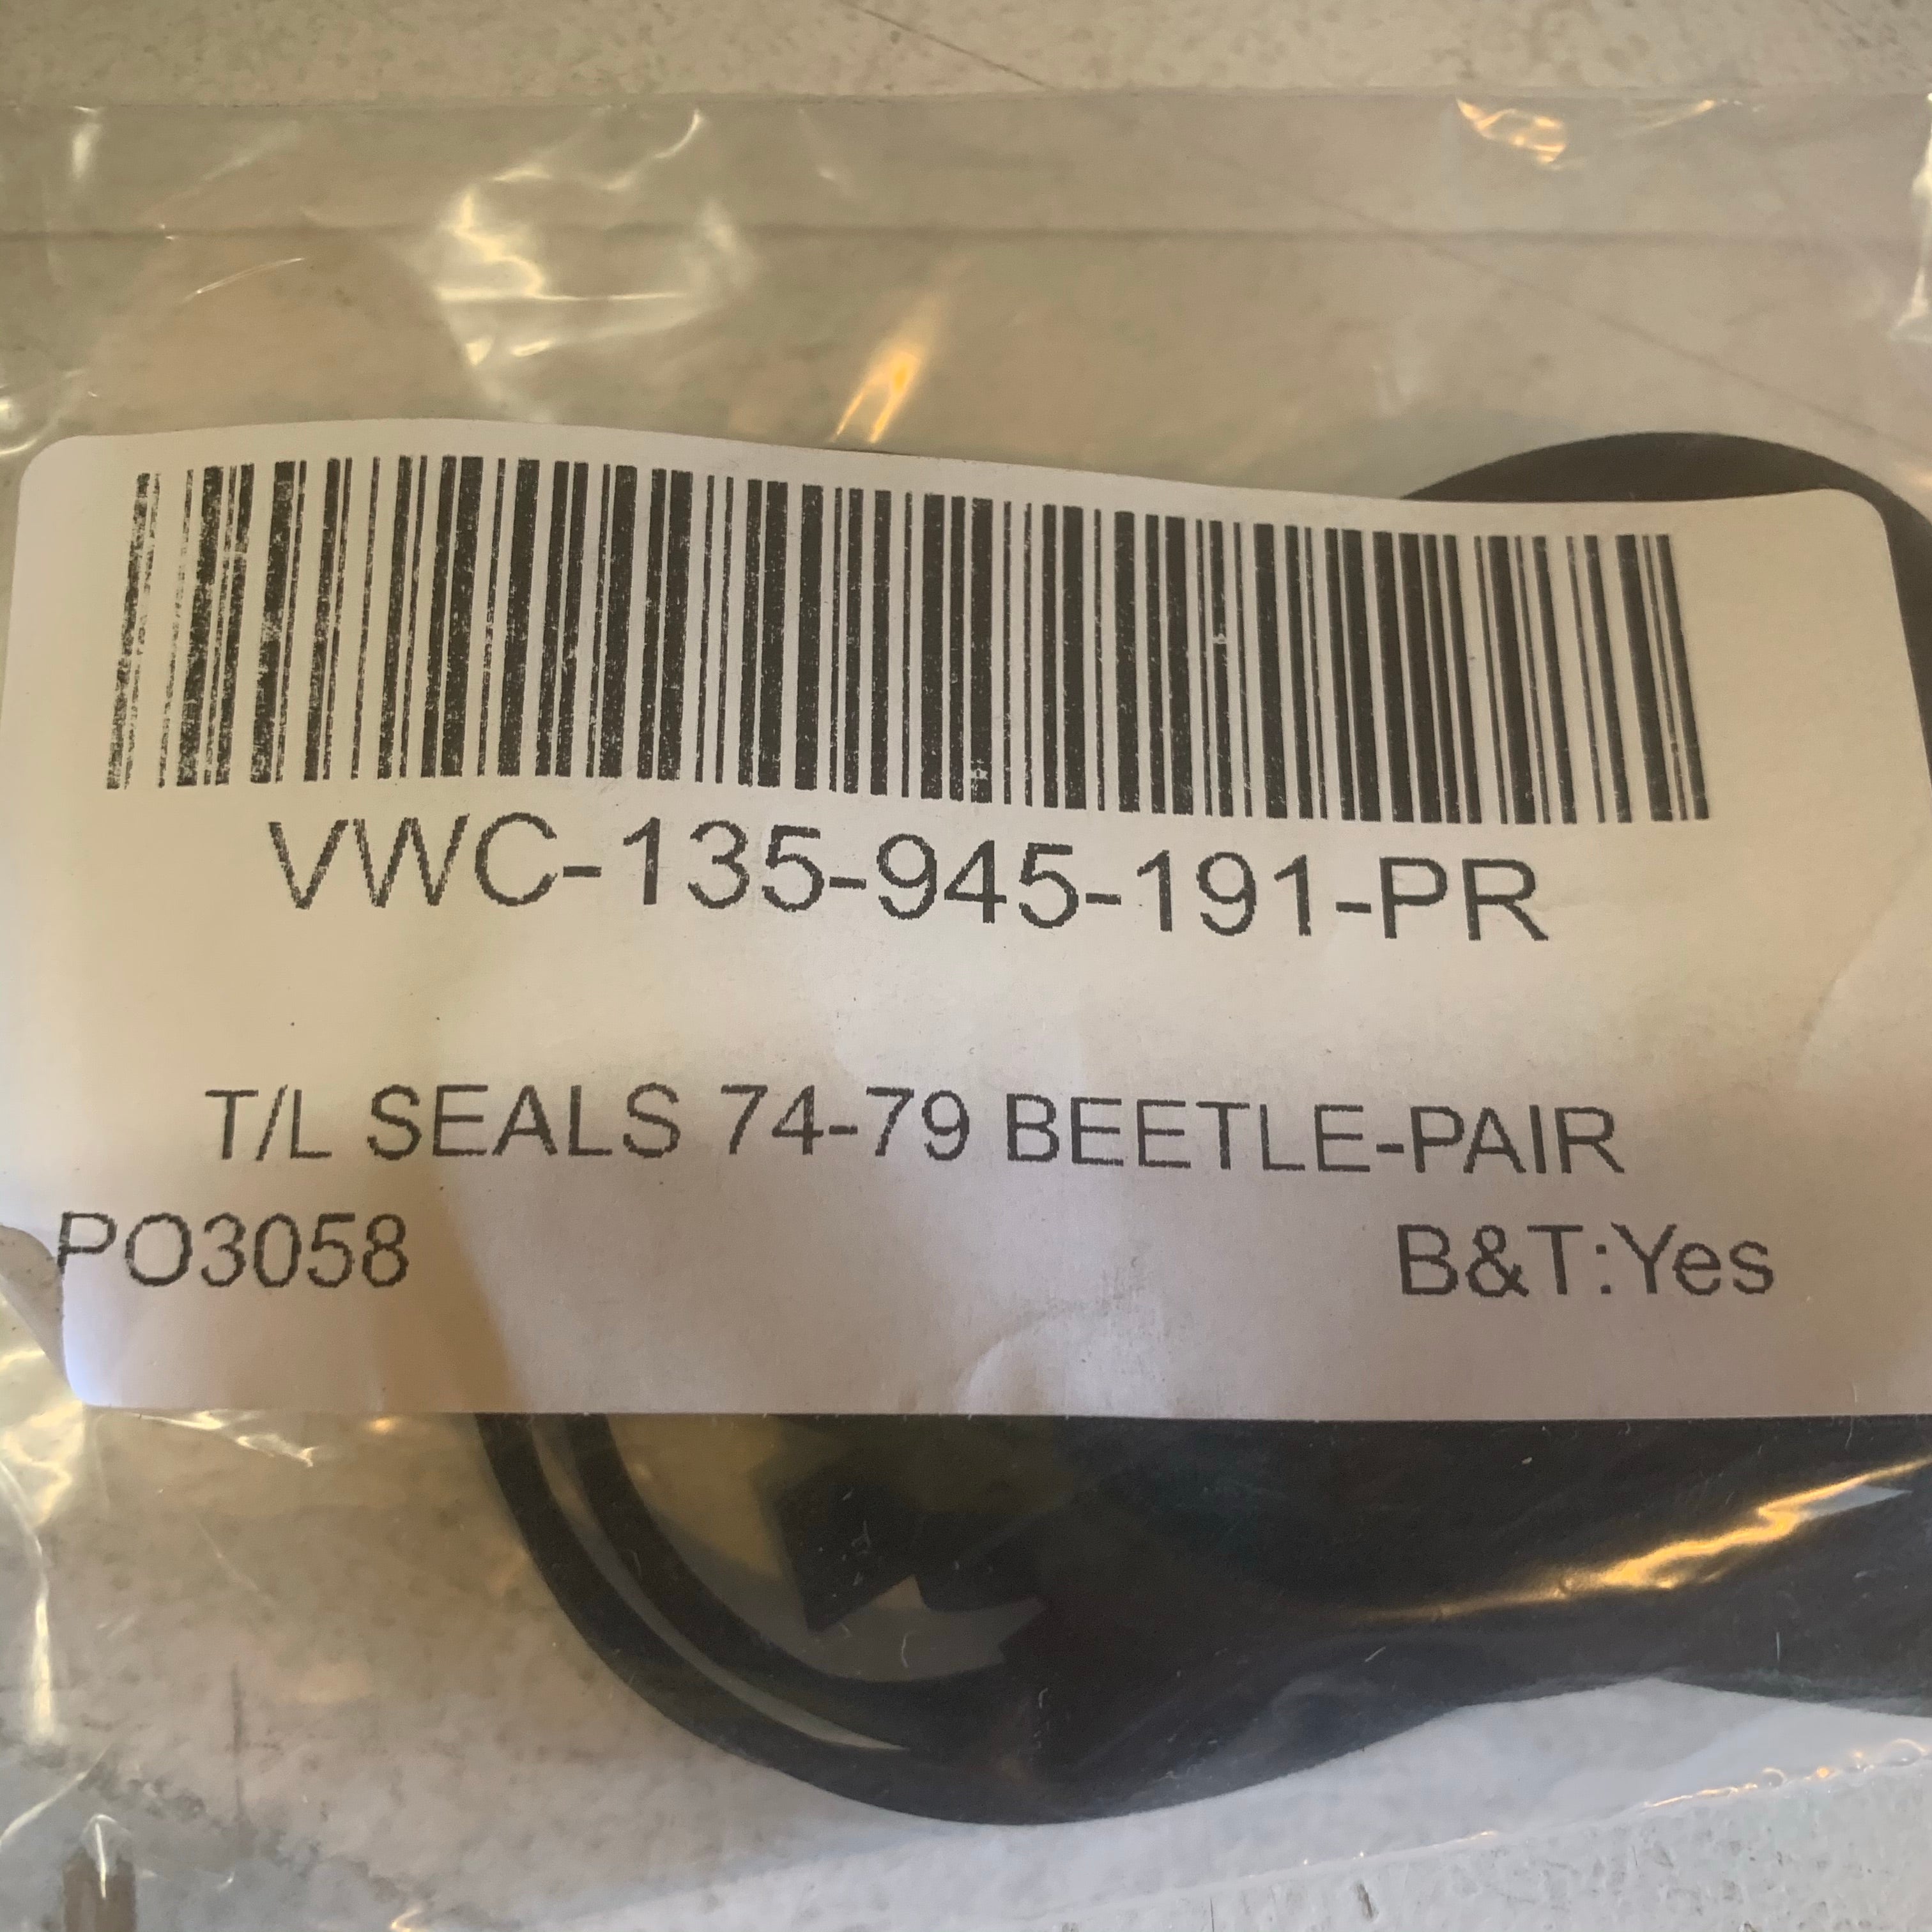 VWC-135-945-191-PR
T/L SEALS 74-79 BEETLE-PAIR
PO3058 B&T:Yes